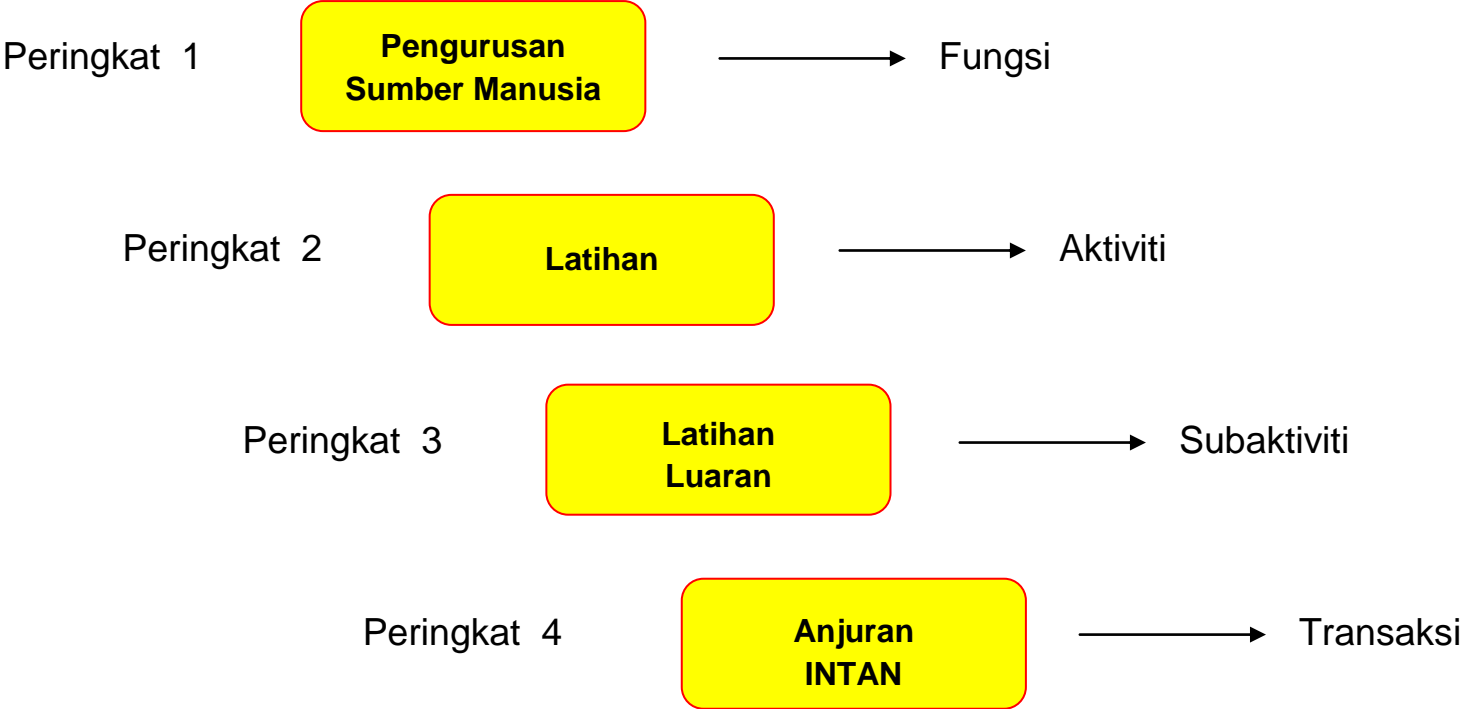 Peringkat 1
Pengurusan
Sumber Manusia
Fungsi
Peringkat 2
Latihan
Aktiviti
Peringkat 3
Latihan
Luaran
Subaktiviti
Peringkat 4
Anjuran
INTAN
Transaksi